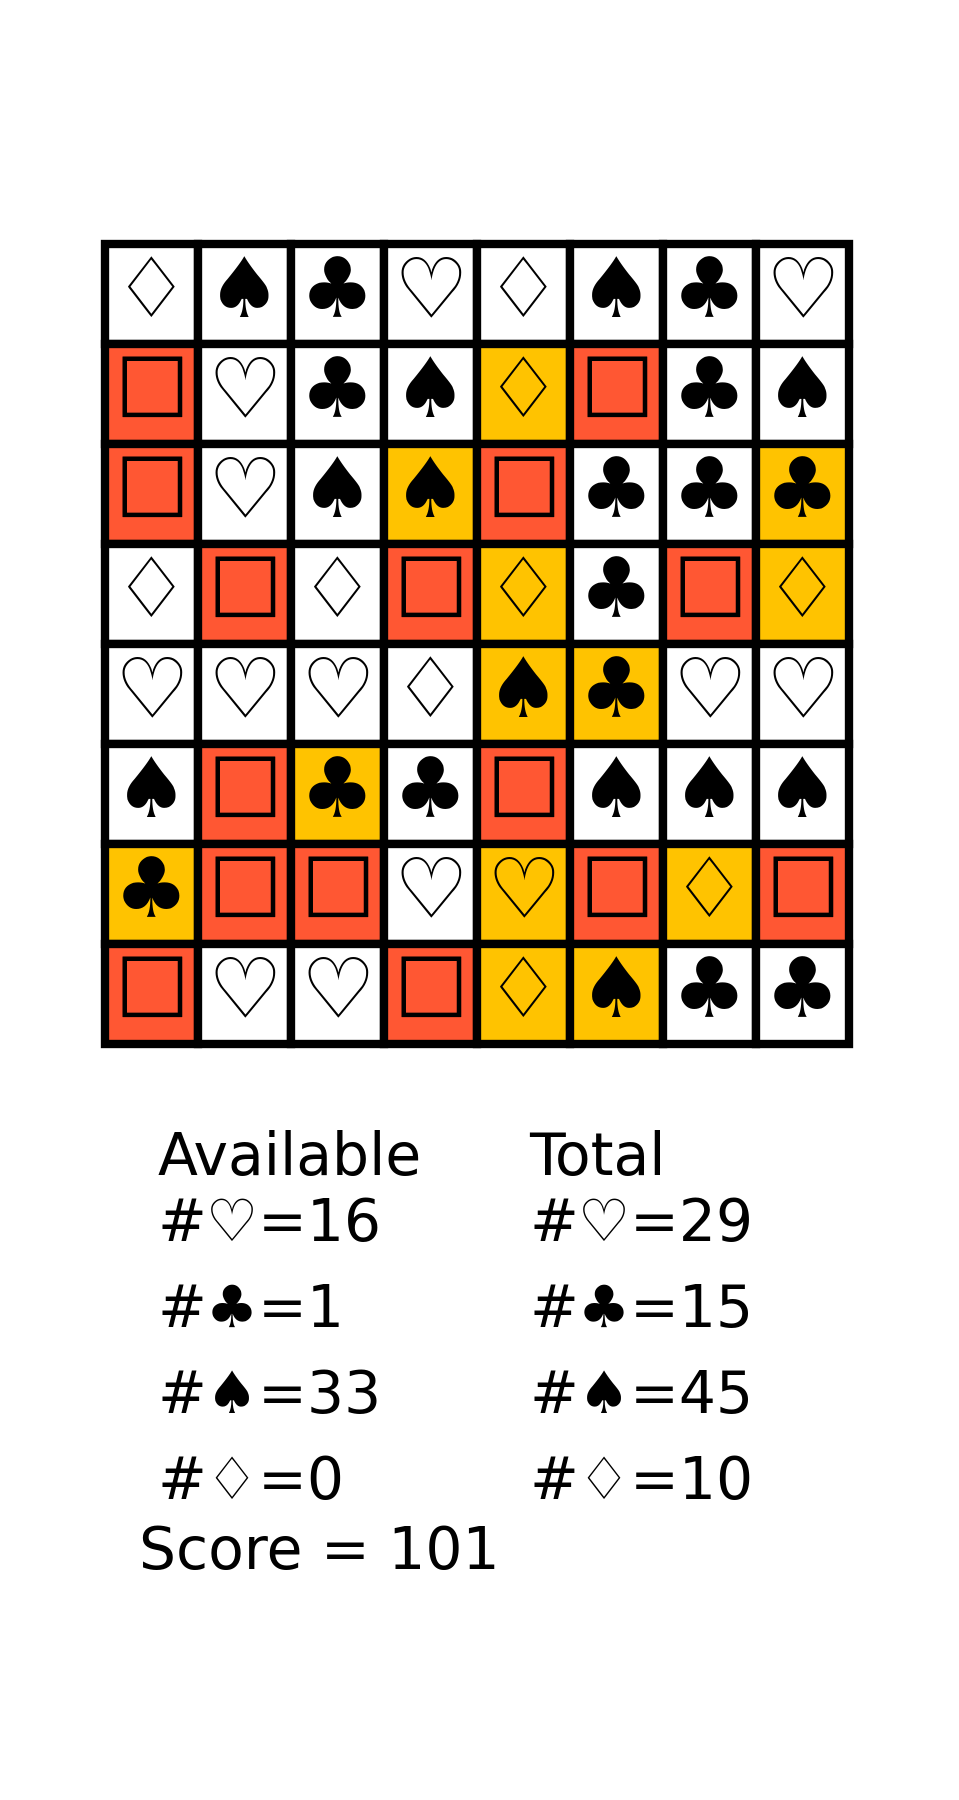 ♢ ♠ ♣ ♡ ♢ ♠ ♣ ♡
□ ♡ ♣ ♠ ♢ □ ♣ ♠
□ ♡ ♠ ♠ □ ♣ ♣ ♣
♢ □ ♢ □ ♢ ♣ □ ♢
♡ ♡ ♡ ♢ ♠ ♣ ♡ ♡
♠ □ ♣ ♣ □ ♠ ♠ ♠
♣ □ □ ♡ ♡ □ ♢ □
□ ♡ ♡ □ ♢ ♠ ♣ ♣
Available Total
#♡=16 #♡=29
#♣=1 #♣=15
#♠=33 #♠=45
#♢=0 #♢=10
Score = 101